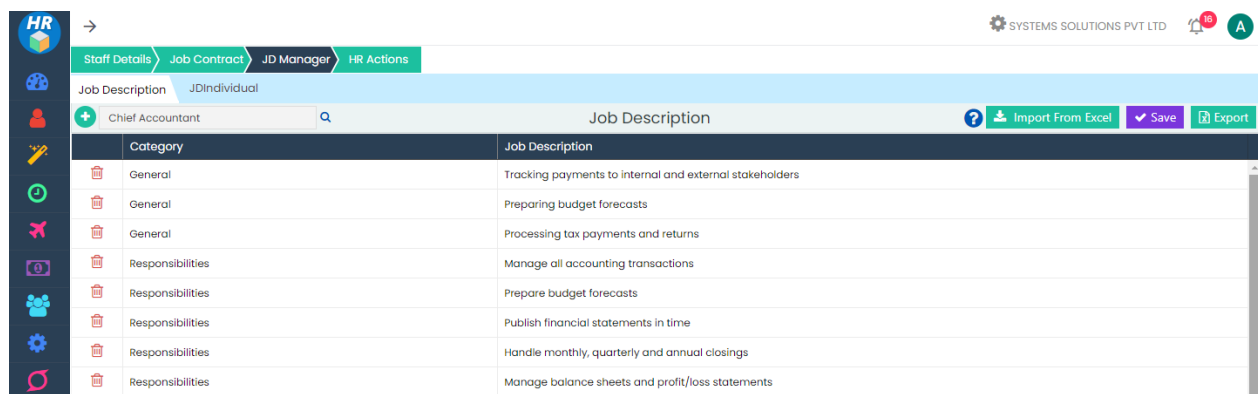 HR
→ SYSTEMS SOLUTIONS PVT LTD 16 A
Staff Details Job Contract JD Manager HR Actions
Job Description JDIndividual
Chief Accountant Job Description ? Import From Excel Save Export
Category Job Description
General Tracking payments to internal and external stakeholders
General Preparing budget forecasts
General Processing tax payments and returns
Responsibilities Manage all accounting transactions
Responsibilities Prepare budget forecasts
Responsibilities Publish financial statements in time
Responsibilities Handle monthly, quarterly and annual closings
Responsibilities Manage balance sheets and profit/loss statements